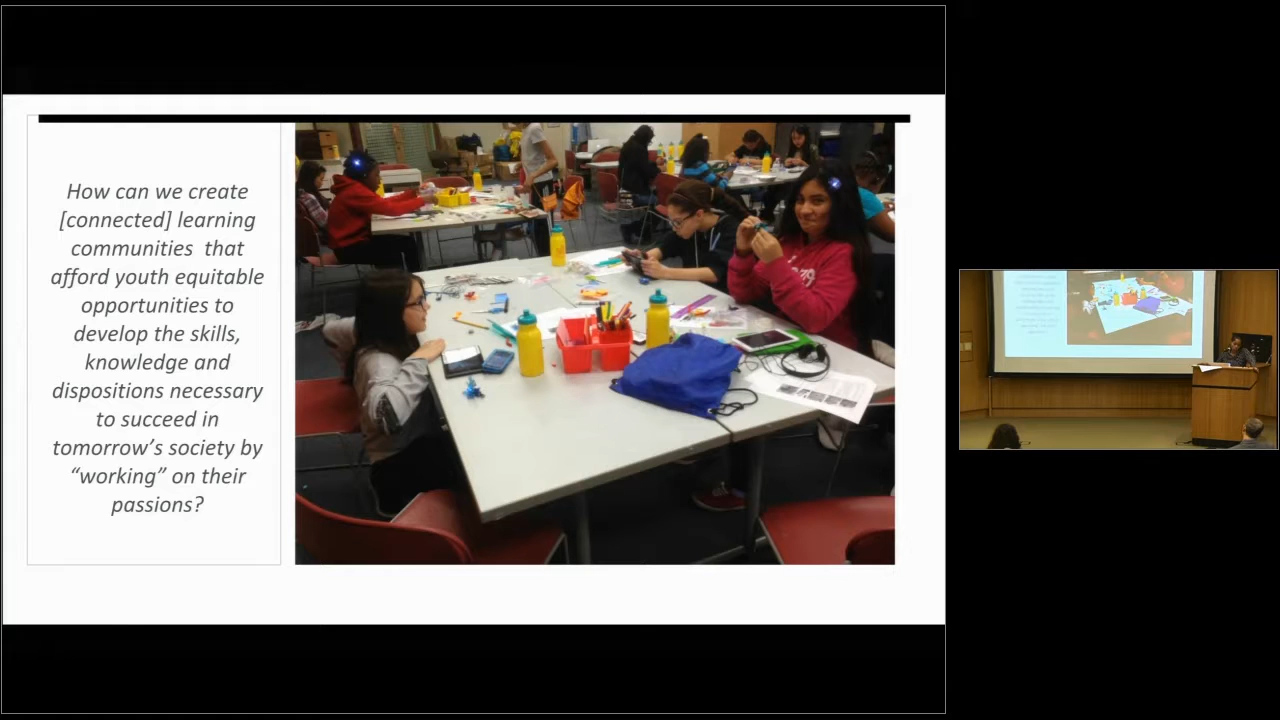 How can we create
[connected] learning
communities that
afford youth equitable
opportunities to
develop the skills,
knowledge and
dispositions necessary
to succeed in
tomorrow's society by
“working” on their
passions?